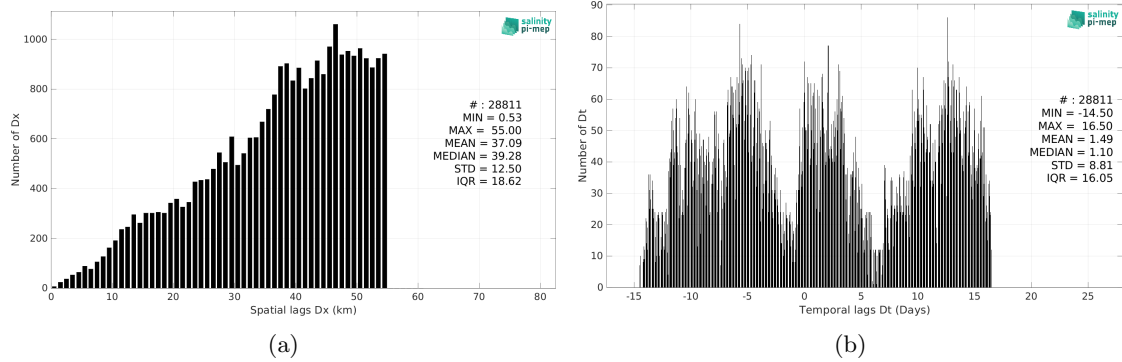 salinity
pi-mep
1000
800
600
400
200
0
Number of Dx
# : 28811
MIN = 0.53
MAX = 55.00
MEAN = 37.09
MEDIAN = 39.28
STD = 12.50
IQR = 18.62
0 10 20 30 40 50 60 70 80
Spatial lags Dx (km)
(a)
salinity
pi-mep
90
80
70
60
50
40
30
20
10
0
Number of Dt
# : 28811
MIN = -14.50
MAX = 16.50
MEAN = 1.49
MEDIAN = 1.10
STD = 8.81
IQR = 16.05
-15 -10 -5 0 5 10 15 20 25
Temporal lags Dt (Days)
(b)